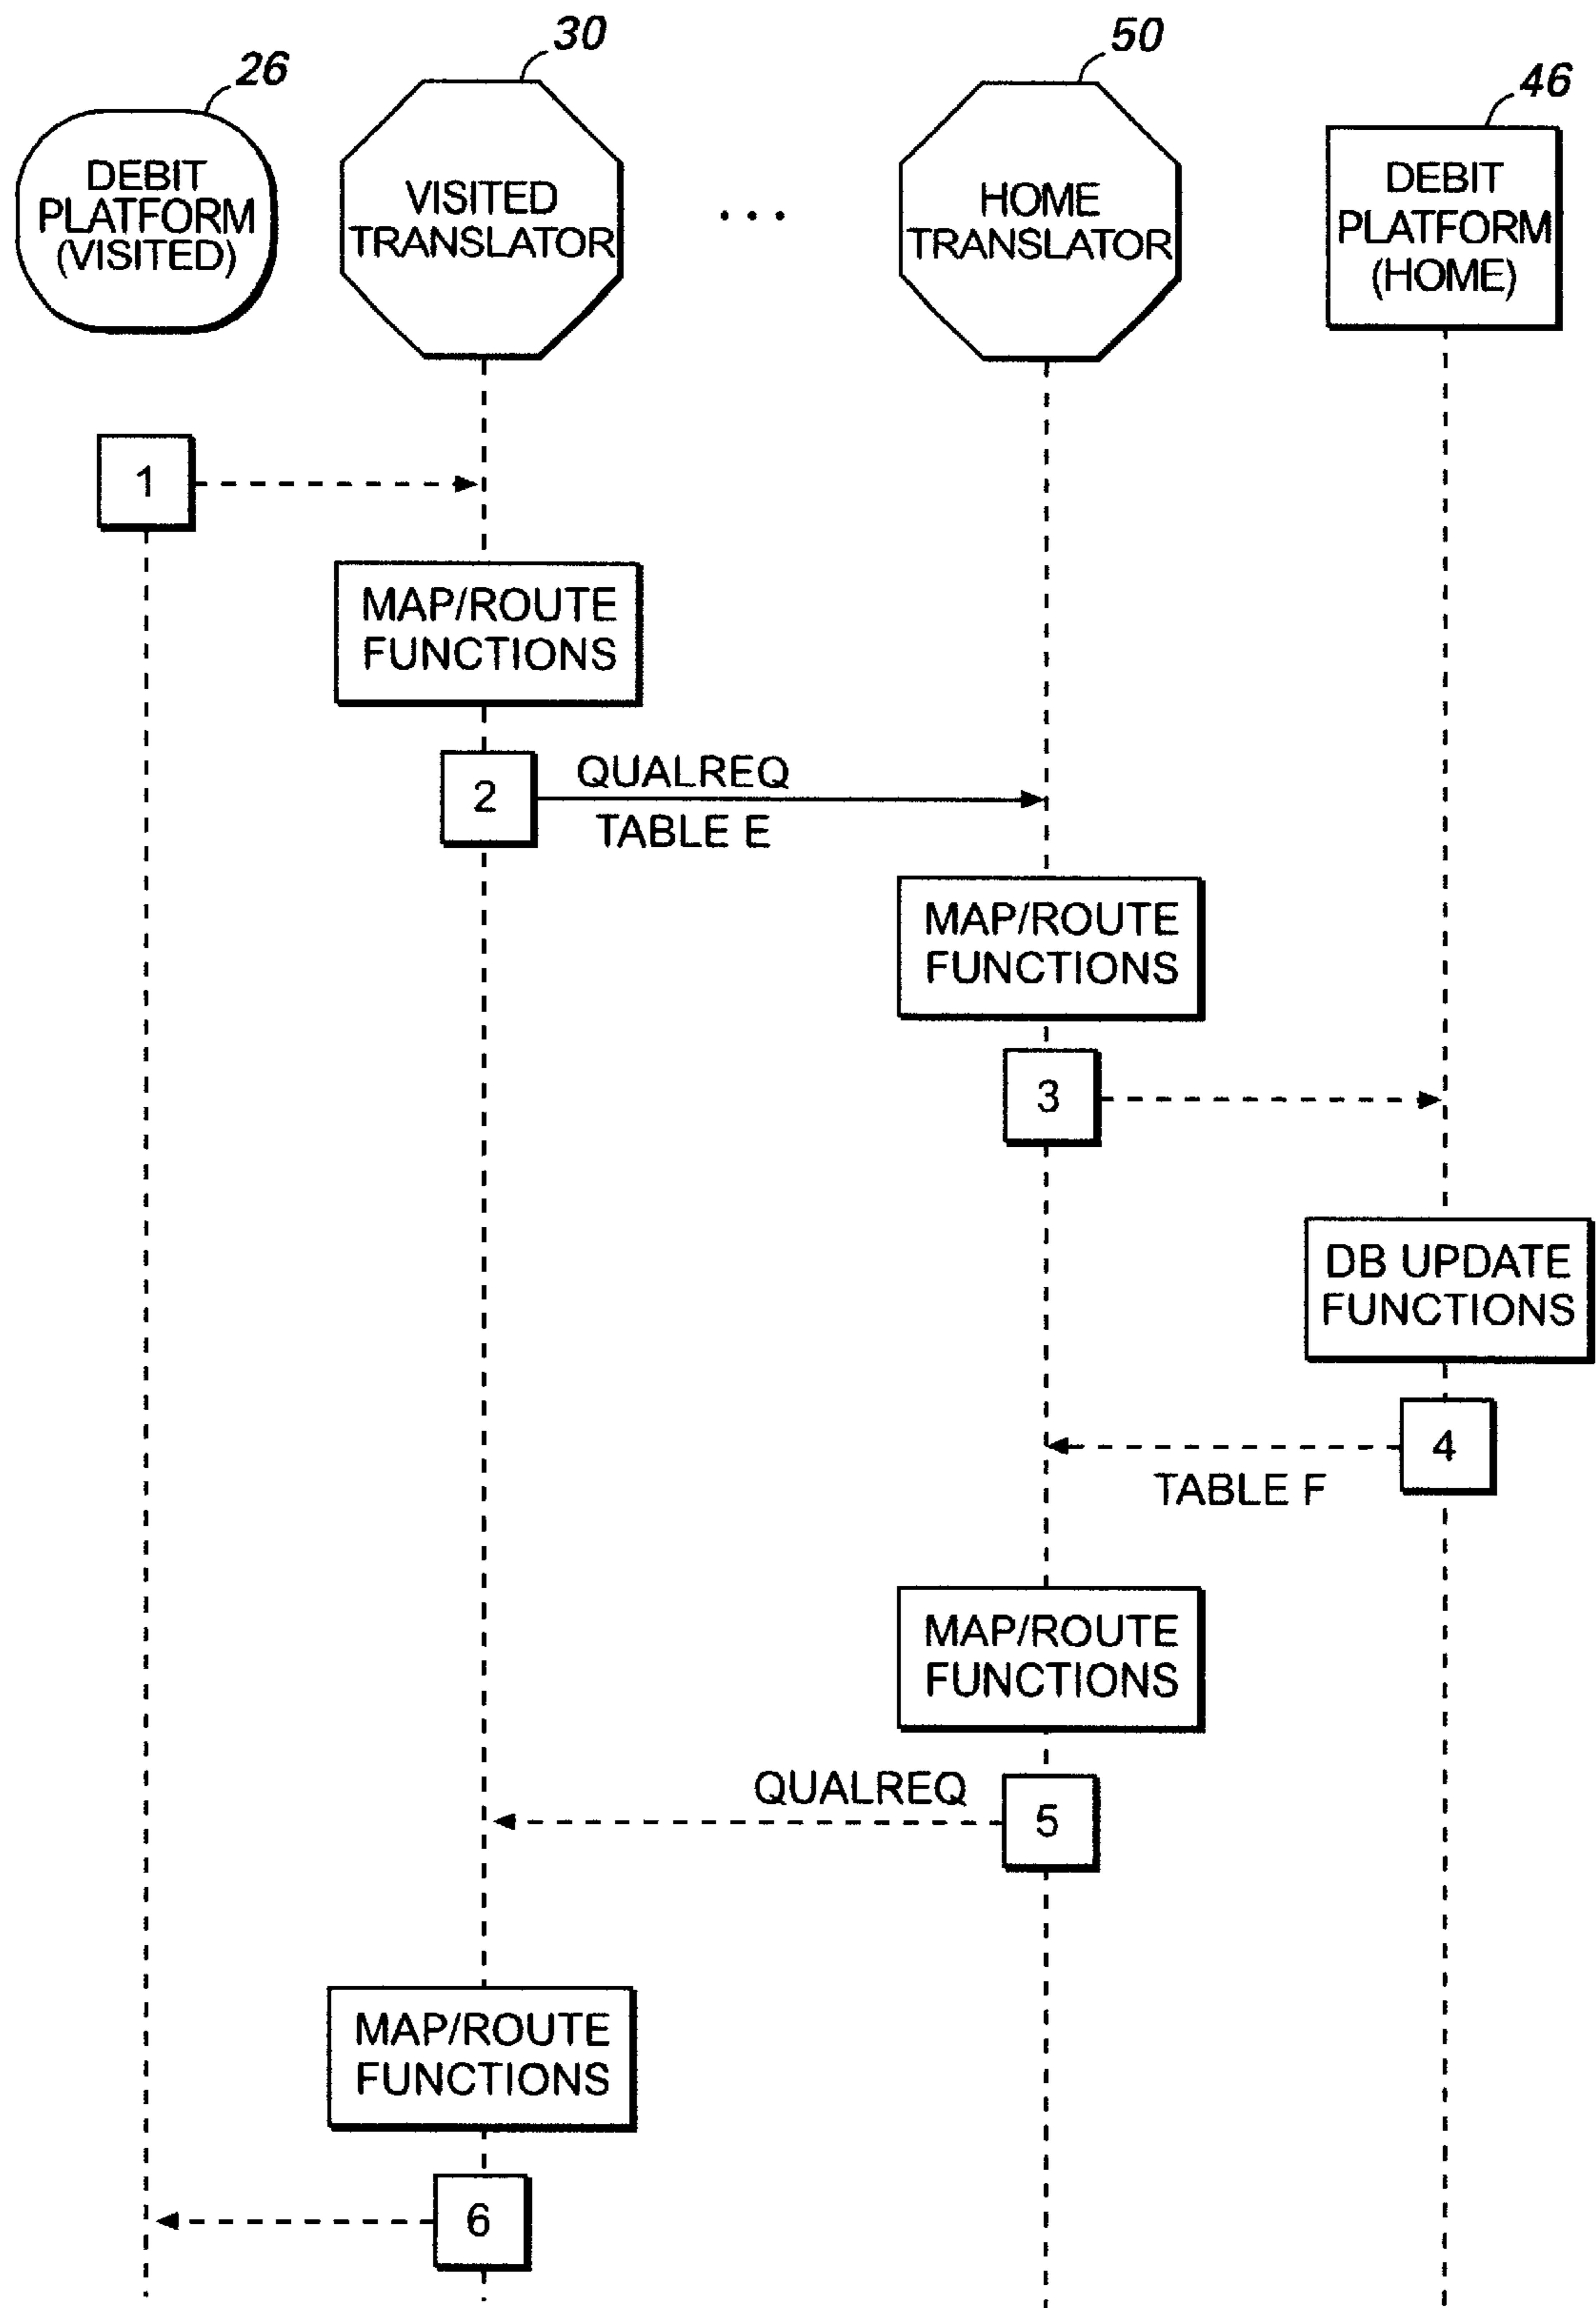 26
30
50
46
DEBIT
PLATFORM
(VISITED)
VISITED
TRANSLATOR
...
HOME
TRANSLATOR
DEBIT
PLATFORM
(HOME)
1
MAP/ROUTE
FUNCTIONS
2
QUALREQ
TABLE E
MAP/ROUTE
FUNCTIONS
3
DB UPDATE
FUNCTIONS
4
TABLE F
MAP/ROUTE
FUNCTIONS
QUALREQ
5
MAP/ROUTE
FUNCTIONS
6